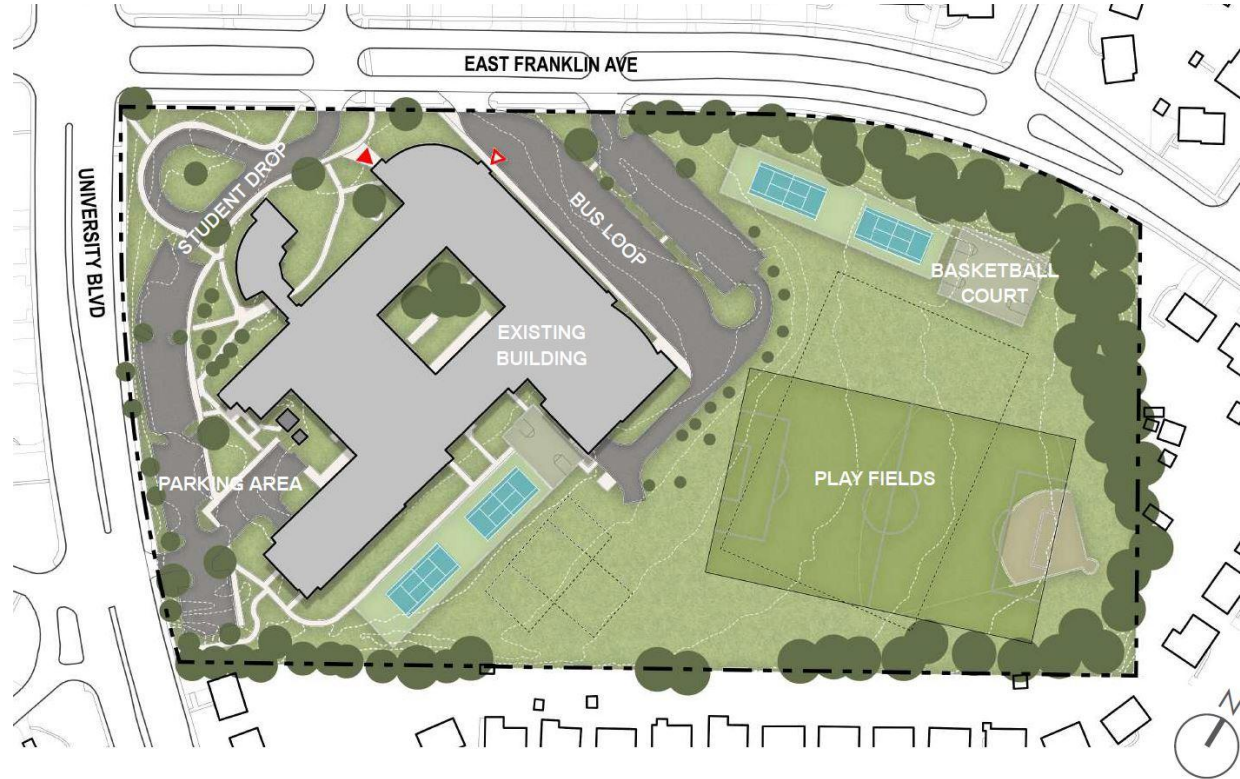 EAST FRANKLIN AVE
UNIVERSITY BLVD
STUDENT DROP
BUS LOOP
BASKETBALL
COURT
EXISTING
BUILDING
PARKING AREA
PLAY FIELDS
N